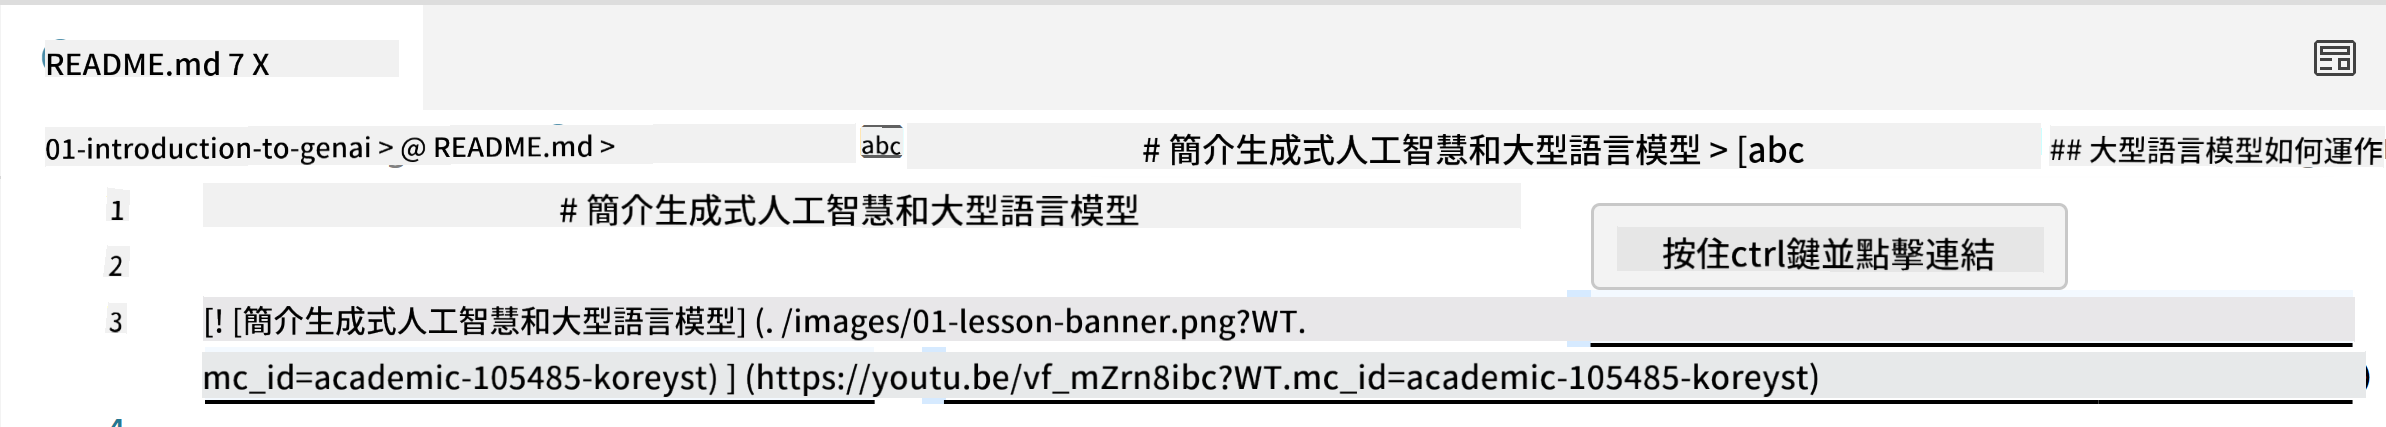 README.md 7 X
01-introduction-to-genai > @ README.md > abc # 簡介生成式人工智慧和大型語言模型 > [abc ## 大型語言模型如何運作
1 # 簡介生成式人工智慧和大型語言模型
按住ctrl鍵並點擊連結
2
3 [! [簡介生成式人工智慧和大型語言模型] (. /images/01-lesson-banner.png?WT.
mc_id=academic-105485-koreyst) ] (https://youtu.be/vf_mZrn8ibc?WT.mc_id=academic-105485-koreyst)